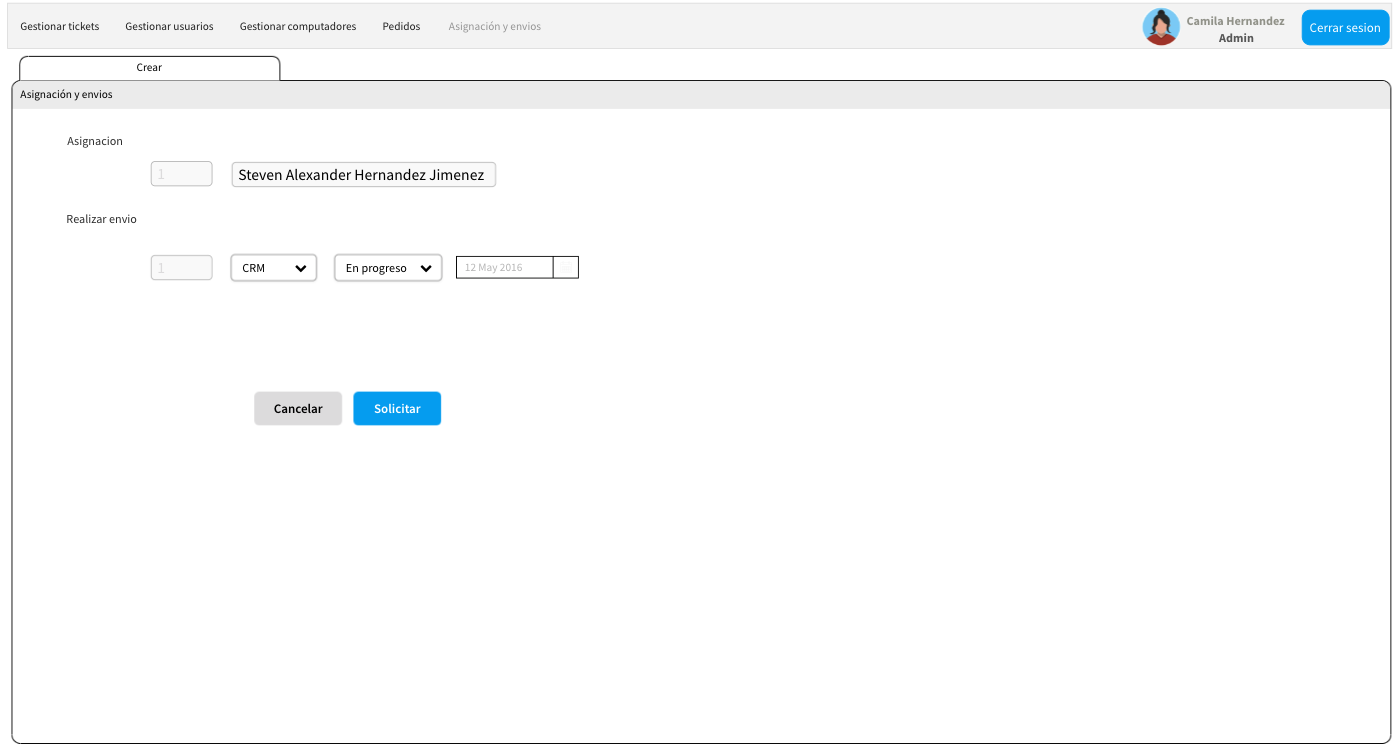 Gestionar tickets Gestionar usuarios Gestionar computadores Pedidos Asignación y envios Camila Hernandez Cerrar sesion
Admin
Crear
Asignación y envios
Asignacion
1 Steven Alexander Hernandez Jimenez
Realizar envio
1 CRM En progreso 12 May 2016
Cancelar Solicitar